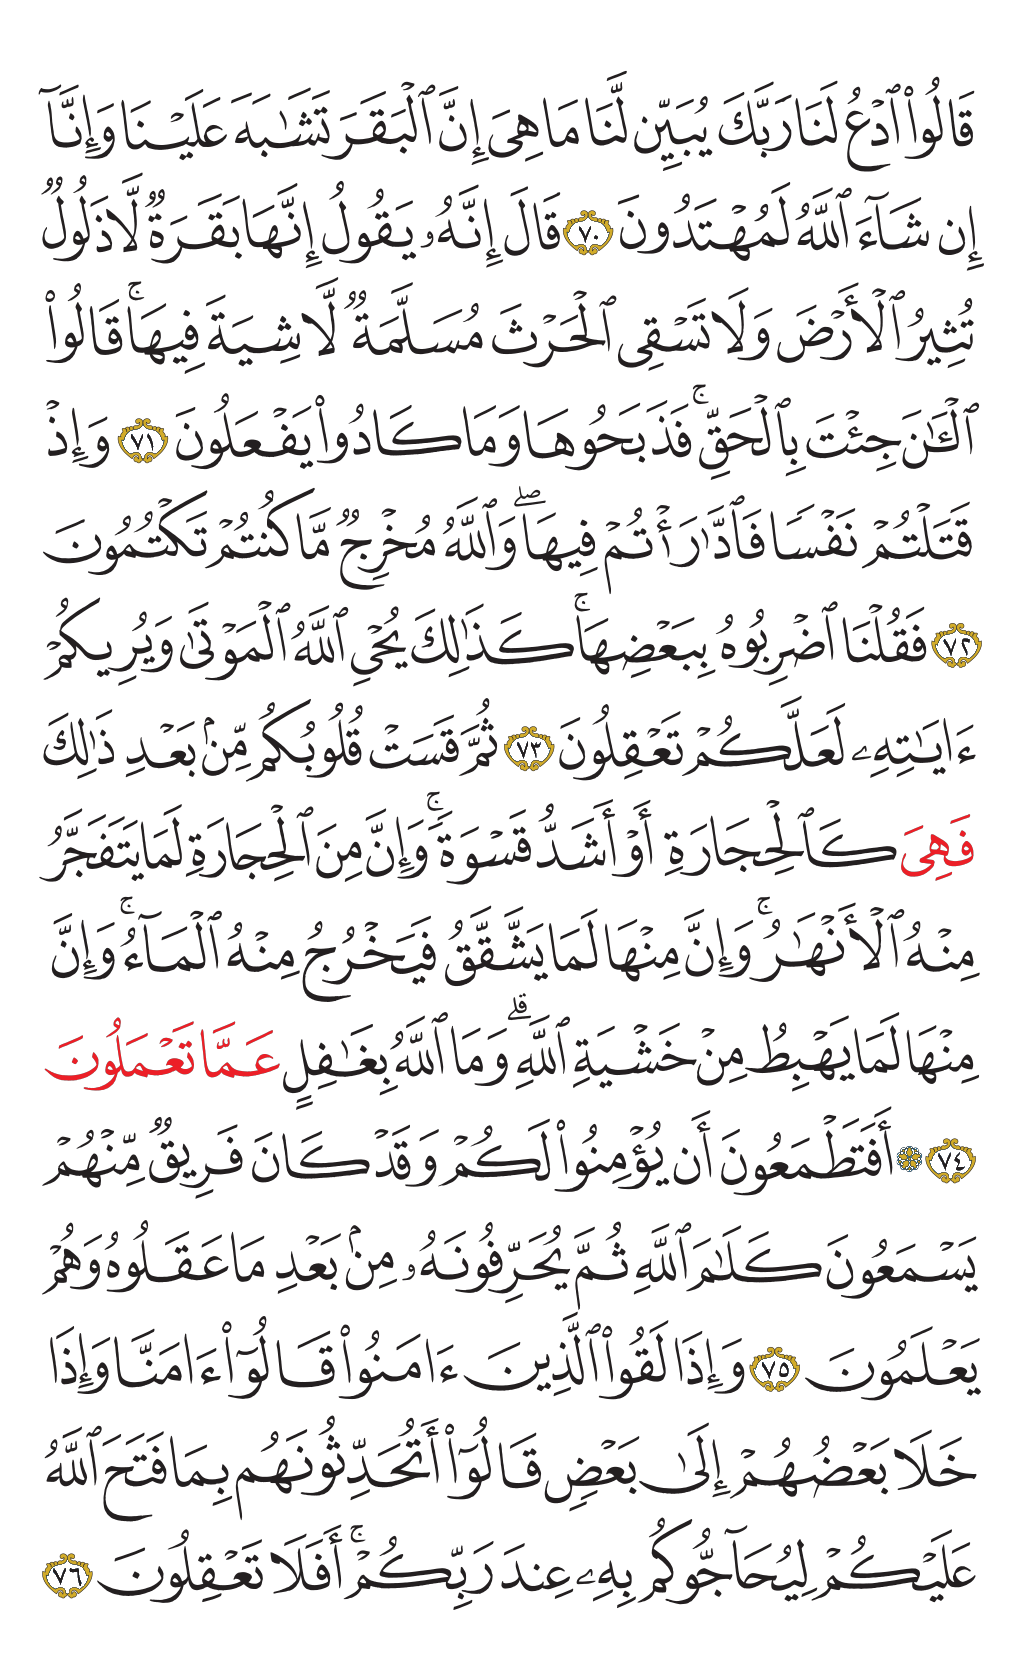 قَالُوا۟ ٱدْعُ لَنَا رَبَّكَ يُبَيِّن لَّنَا مَا هِىَ إِنَّ ٱلْبَقَرَ تَشَٰبَهَ عَلَيْنَا وَإِنَّآ
إِن شَآءَ ٱللَّهُ لَمُهْتَدُونَ ٧٠ قَالَ إِنَّهُۥ يَقُولُ إِنَّهَا بَقَرَةٌ لَّا ذَلُولٌ
تُثِيرُ ٱلْأَرْضَ وَلَا تَسْقِى ٱلْحَرْثَ مُسَلَّمَةٌ لَّا شِيَةَ فِيهَا ۚ قَالُوا۟
ٱلْـَٰٔنَ جِئْتَ بِٱلْحَقِّ ۚ فَذَبَحُوهَا وَمَا كَادُوا۟ يَفْعَلُونَ ٧١ وَإِذْ
قَتَلْتُمْ نَفْسًا فَٱدَّٰرَْٰٔتُمْ فِيهَا ۖ وَٱللَّهُ مُخْرِجٌ مَّا كُنتُمْ تَكْتُمُونَ
٧٢ فَقُلْنَا ٱضْرِبُوهُ بِبَعْضِهَا ۚ كَذَٰلِكَ يُحْىِ ٱللَّهُ ٱلْمَوْتَىٰ وَيُرِيكُمْ
ءَايَٰتِهِۦ لَعَلَّكُمْ تَعْقِلُونَ ٧٣ ثُمَّ قَسَتْ قُلُوبُكُم مِّنۢ بَعْدِ ذَٰلِكَ
فَهِىَ كَٱلْحِجَارَةِ أَوْ أَشَدُّ قَسْوَةً ۚ وَإِنَّ مِنَ ٱلْحِجَارَةِ لَمَا يَتَفَجَّرُ
مِنْهُ ٱلْأَنْهَٰرُ ۚ وَإِنَّ مِنْهَا لَمَا يَشَّقَّقُ فَيَخْرُجُ مِنْهُ ٱلْمَآءُ ۚ وَإِنَّ
مِنْهَا لَمَا يَهْبِطُ مِنْ خَشْيَةِ ٱللَّهِ ۗ وَمَا ٱللَّهُ بِغَٰفِلٍ عَمَّا تَعْمَلُونَ
٧٤ ۞ أَفَتَطْمَعُونَ أَن يُؤْمِنُوا۟ لَكُمْ وَقَدْ كَانَ فَرِيقٌ مِّنْهُمْ
يَسْمَعُونَ كَلَٰمَ ٱللَّهِ ثُمَّ يُحَرِّفُونَهُۥ مِنۢ بَعْدِ مَا عَقَلُوهُ وَهُمْ
يَعْلَمُونَ ٧٥ وَإِذَا لَقُوا۟ ٱلَّذِينَ ءَامَنُوا۟ قَالُوٓا۟ ءَامَنَّا وَإِذَا
خَلَا بَعْضُهُمْ إِلَىٰ بَعْضٍ قَالُوٓا۟ أَتُحَدِّثُونَهُم بِمَا فَتَحَ ٱللَّهُ
عَلَيْكُمْ لِيُحَآجُّوكُم بِهِۦ عِندَ رَبِّكُمْ ۚ أَفَلَا تَعْقِلُونَ ٧٦